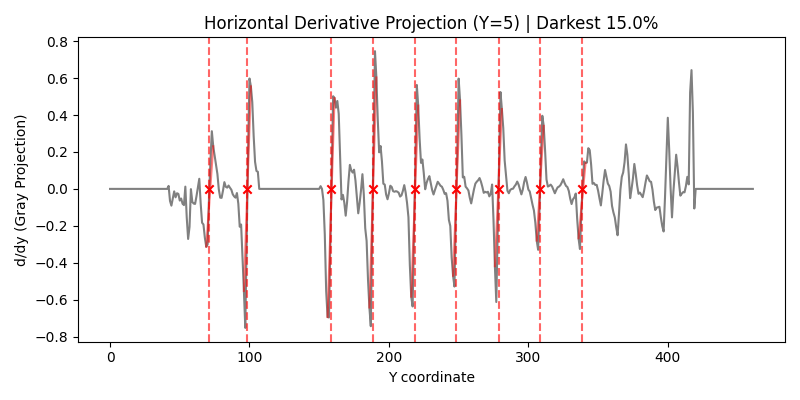 Horizontal Derivative Projection (Y=5) | Darkest 15.0%
d/dy (Gray Projection)
0.8
0.6
0.4
0.2
0.0
−0.2
−0.4
−0.6
−0.8
0 100 200 300 400
Y coordinate